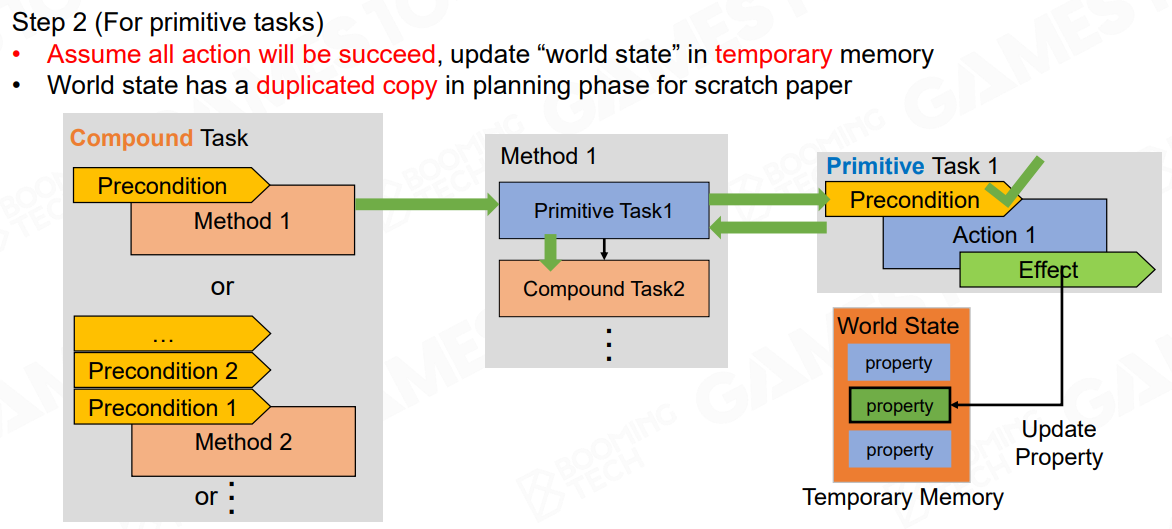 Step 2 (For primitive tasks)
• Assume all action will be succeed, update “world state” in temporary memory
• World state has a duplicated copy in planning phase for scratch paper
Compound Task
Precondition
Method 1
or
...
Precondition 2
Precondition 1
Method 2
or
Method 1
Primitive Task1
Compound Task2
Primitive Task 1
Precondition
Action 1
Effect
World State
property
property
property
Update
Property
Temporary Memory
BOOMING
TECH
GAMES